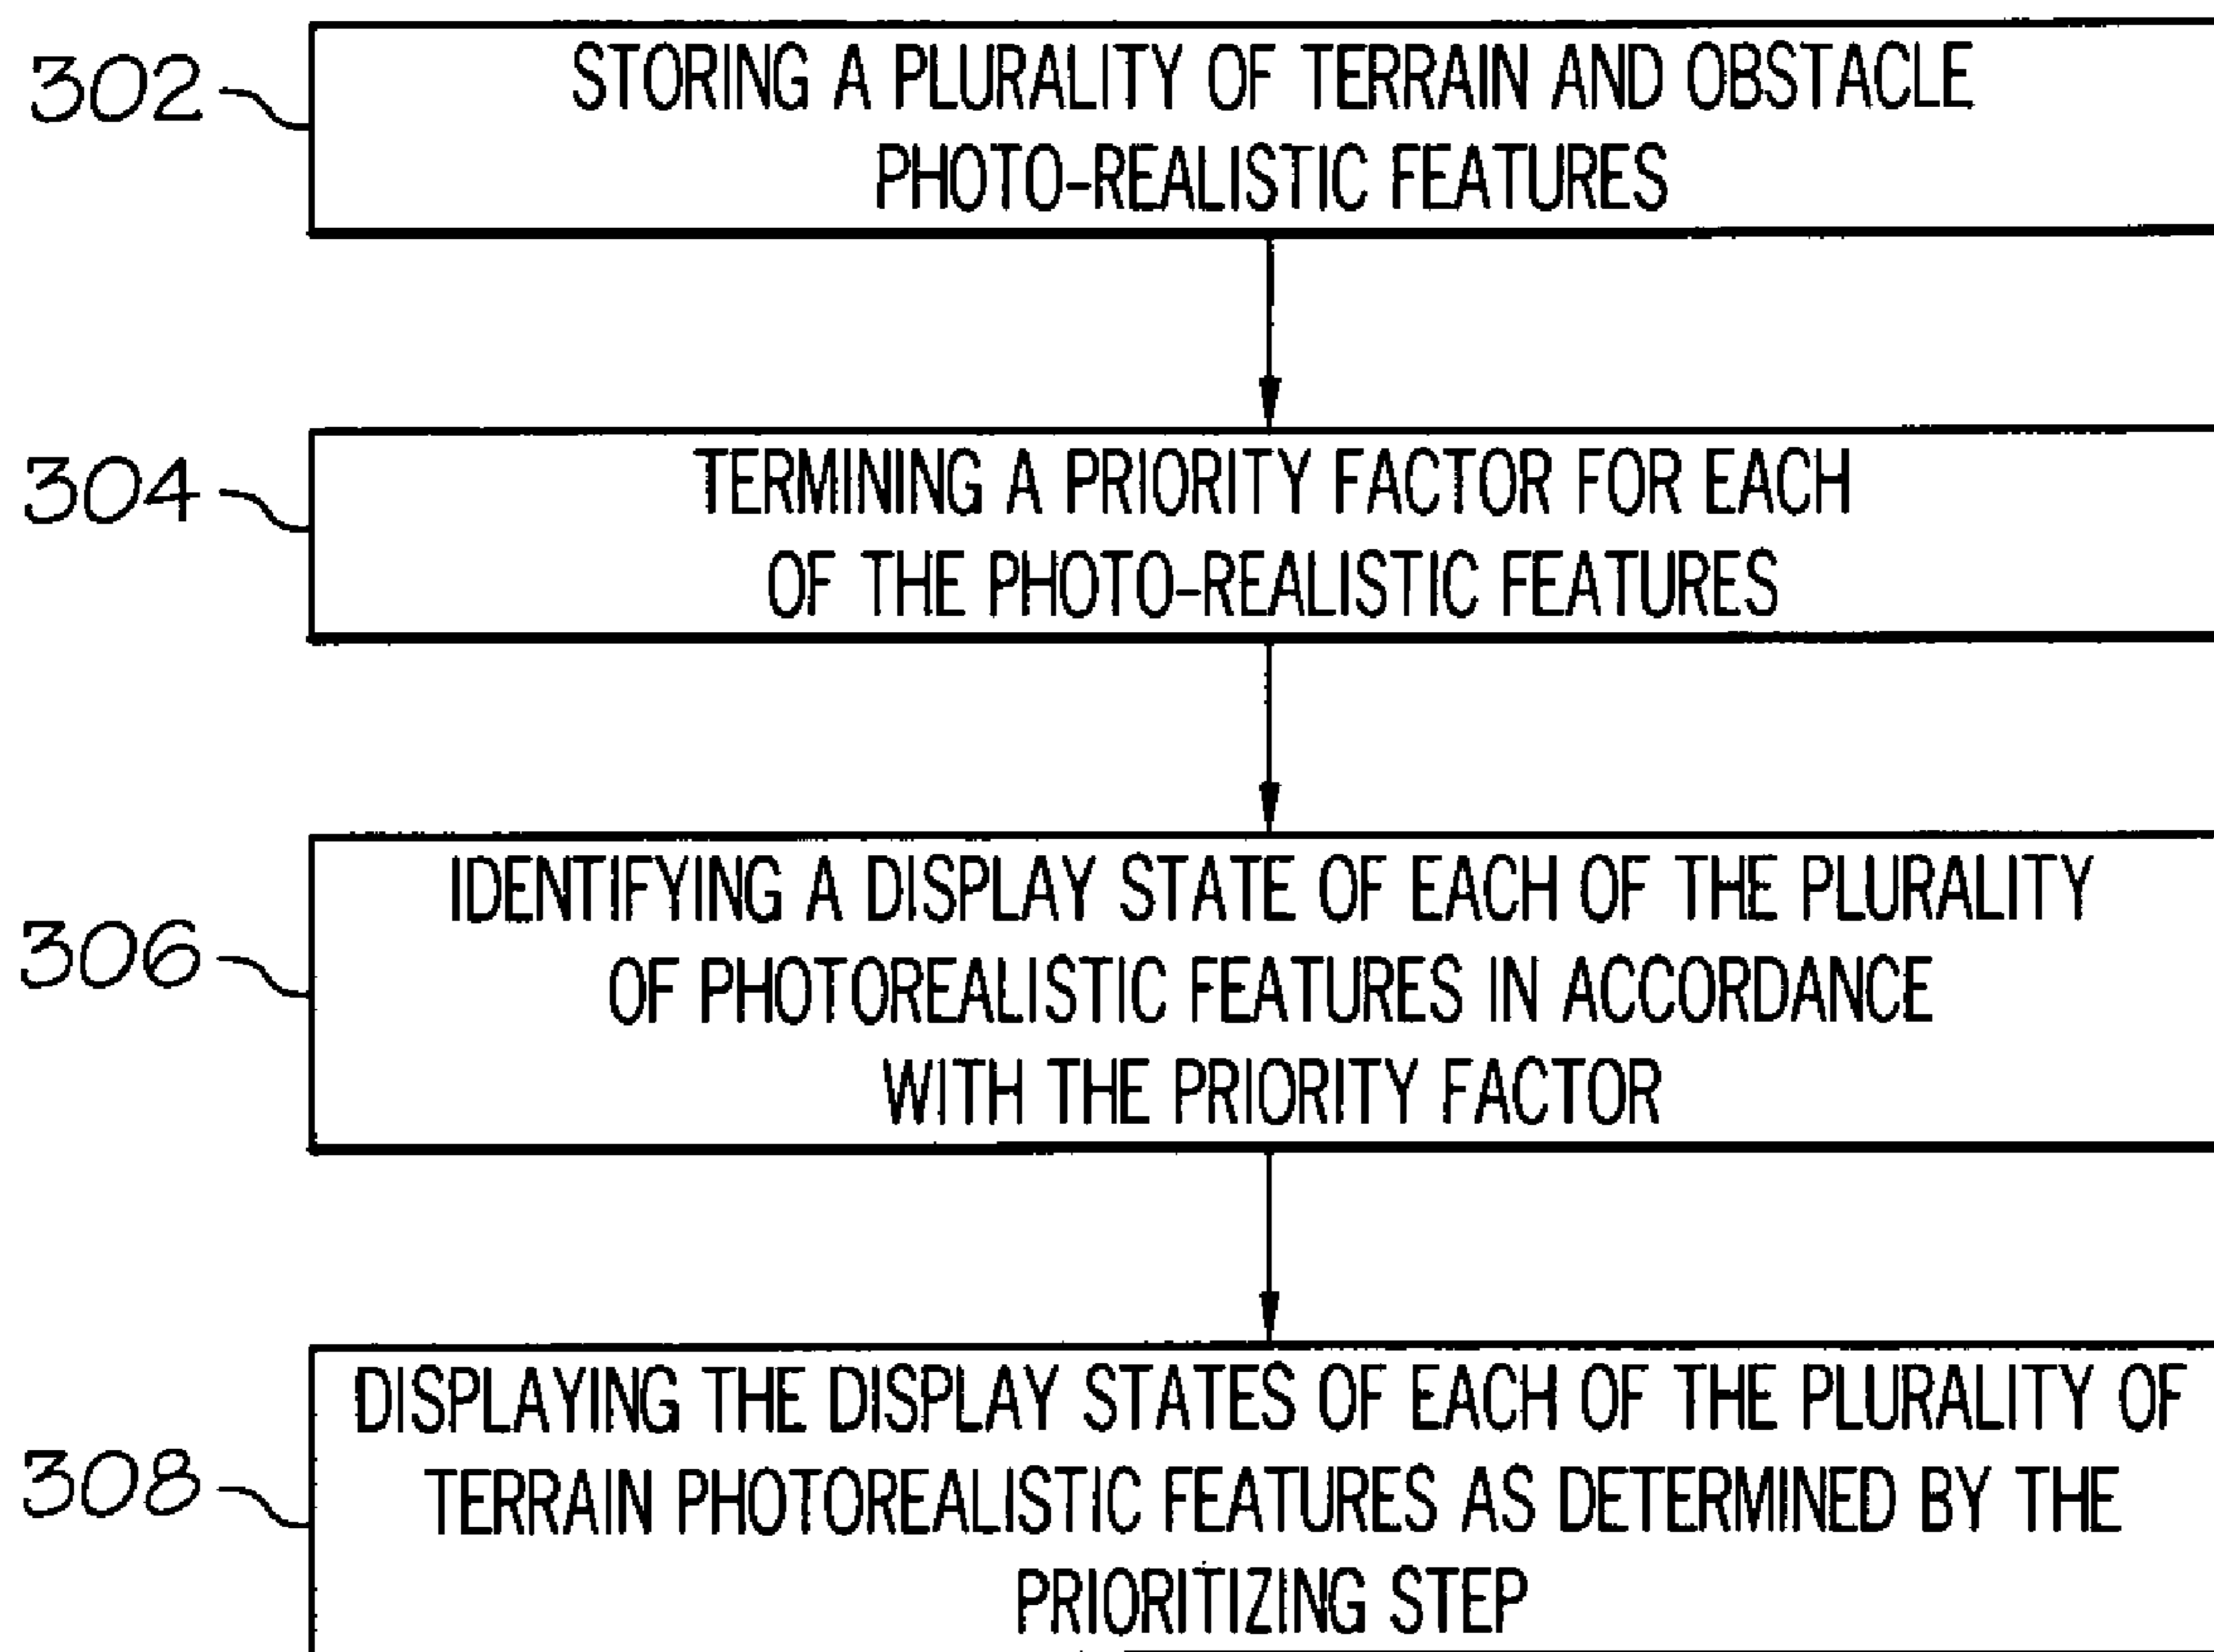 302
STORING A PLURALITY OF TERRAIN AND OBSTACLE
PHOTO-REALISTIC FEATURES
304
TERMINING A PRIORITY FACTOR FOR EACH
OF THE PHOTO-REALISTIC FEATURES
306
IDENTIFYING A DISPLAY STATE OF EACH OF THE PLURALITY
OF PHOTOREALISTIC FEATURES IN ACCORDANCE
WITH THE PRIORITY FACTOR
308
DISPLAYING THE DISPLAY STATES OF EACH OF THE PLURALITY OF
TERRAIN PHOTOREALISTIC FEATURES AS DETERMINED BY THE
PRIORITIZING STEP